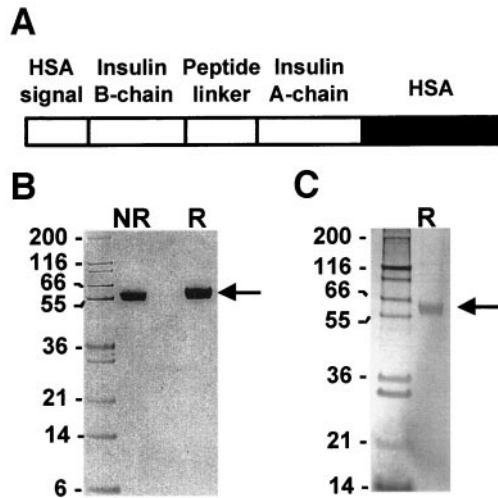 A
HSA signal
Insulin B-chain
Peptide linker
Insulin A-chain
HSA
B
NR R
200 -
116 -
66 -
55 -
36 -
21 -
14 -
6 -
C
R
200 -
116 -
66 -
55 -
36 -
21 -
14 -